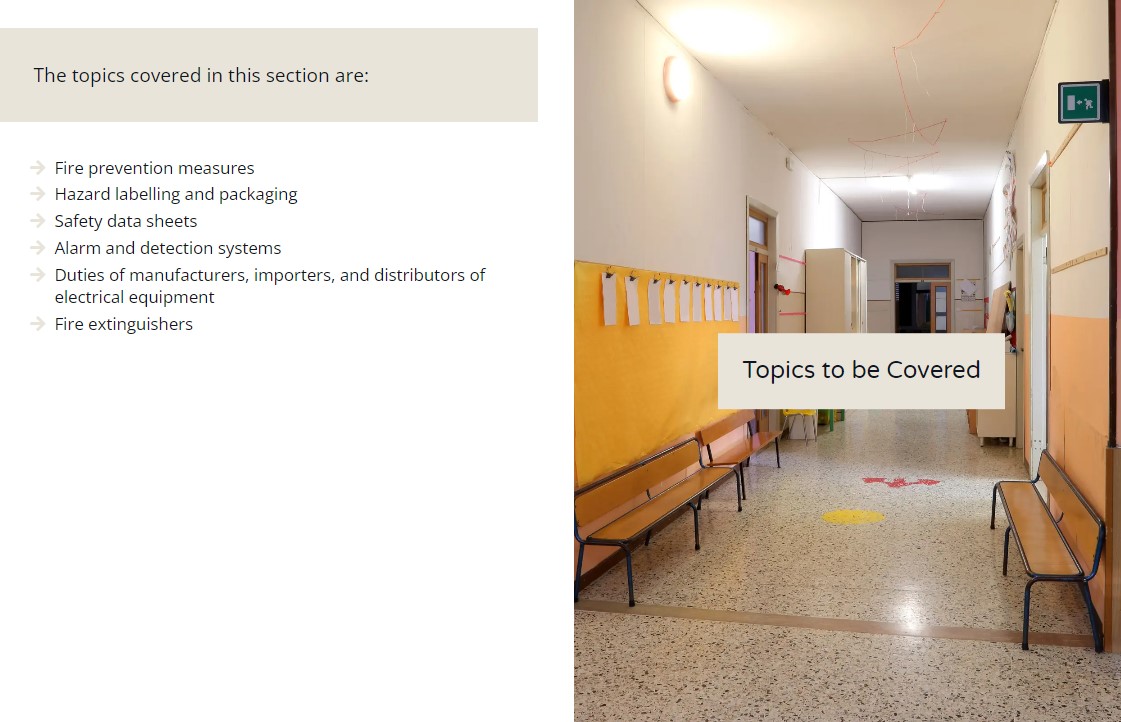 The topics covered in this section are:
Fire prevention measures
Hazard labelling and packaging
Safety data sheets
Alarm and detection systems
Duties of manufacturers, importers, and distributors of
electrical equipment
Fire extinguishers
Topics to be Covered